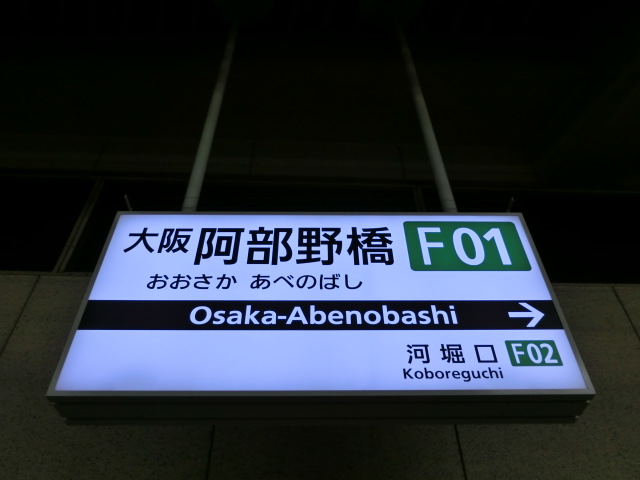 大阪 阿部野橋 F01
おおさか あべのばし
Osaka-Abenobashi →
河堀口 F02
Koboreguchi